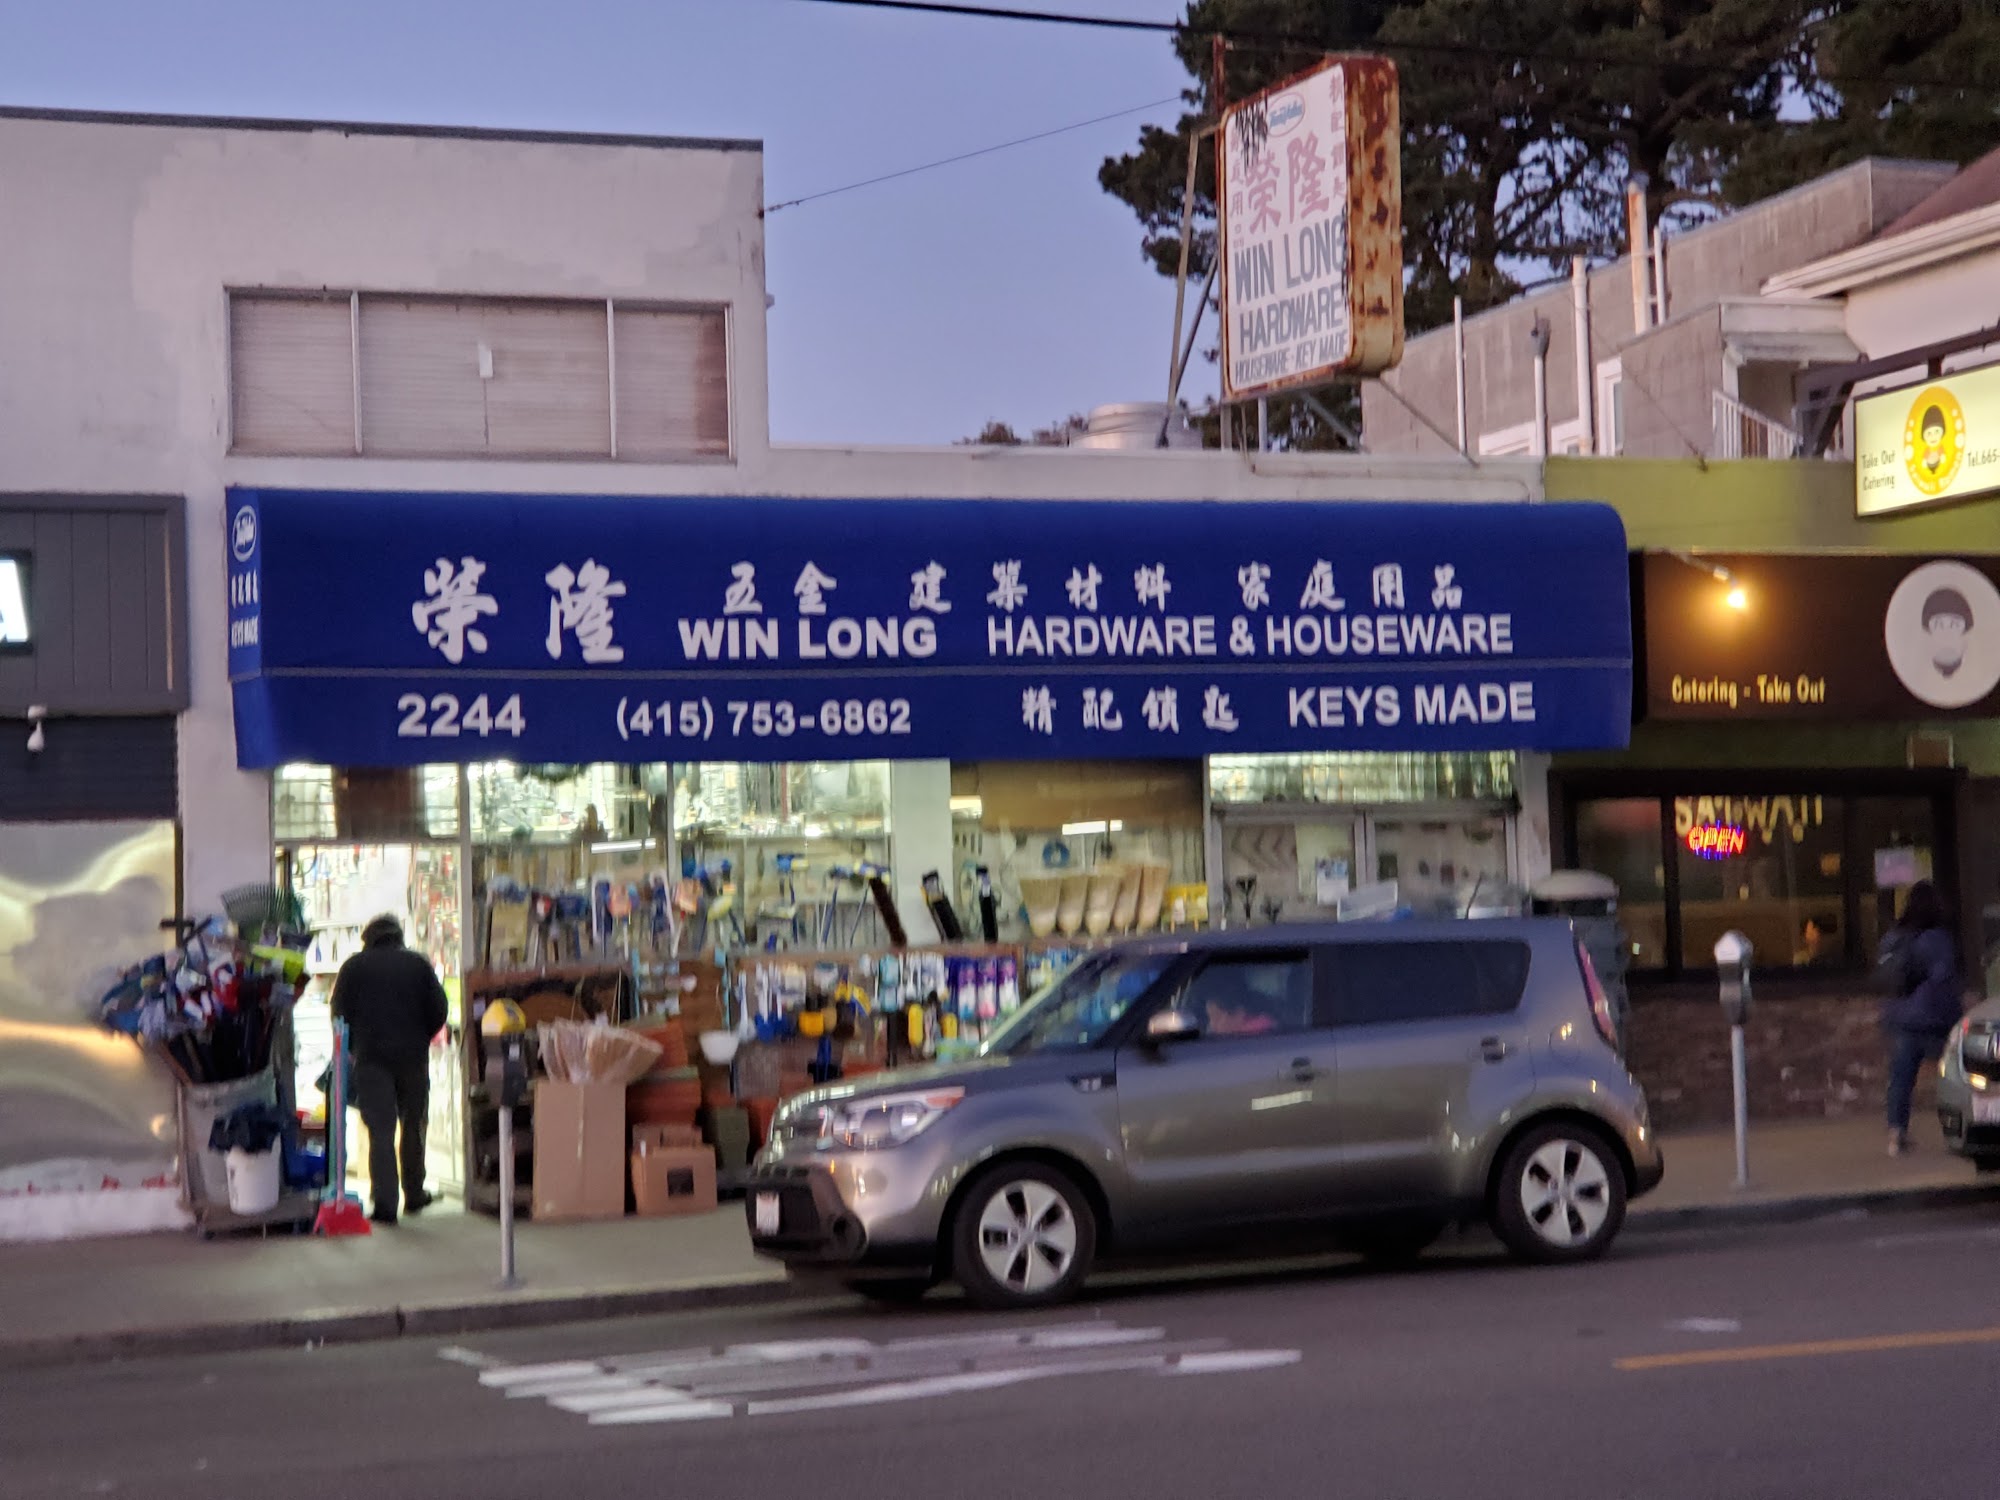 榮隆
WIN LONG
HARDWARE
HOUSEWARE · KEY MADE
Take Out
Catering
Tel.665-
榮隆 五金 建築材料 家庭用品
WIN LONG HARDWARE & HOUSEWARE
2244 (415) 753-6862 精配鎖匙 KEYS MADE
KEYS MADE
Catering - Take Out
OPEN